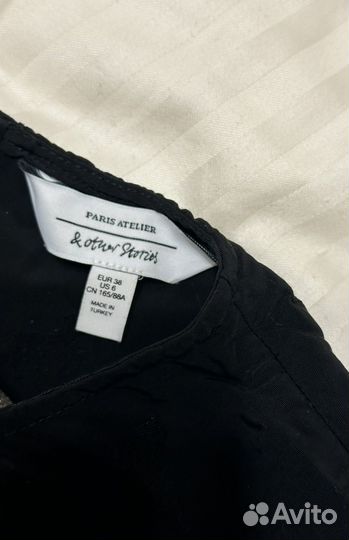 PARIS ATELIER
& other Stories
EUR 38
US 6
CN 165/88A
MADE IN
TURKEY
Avito